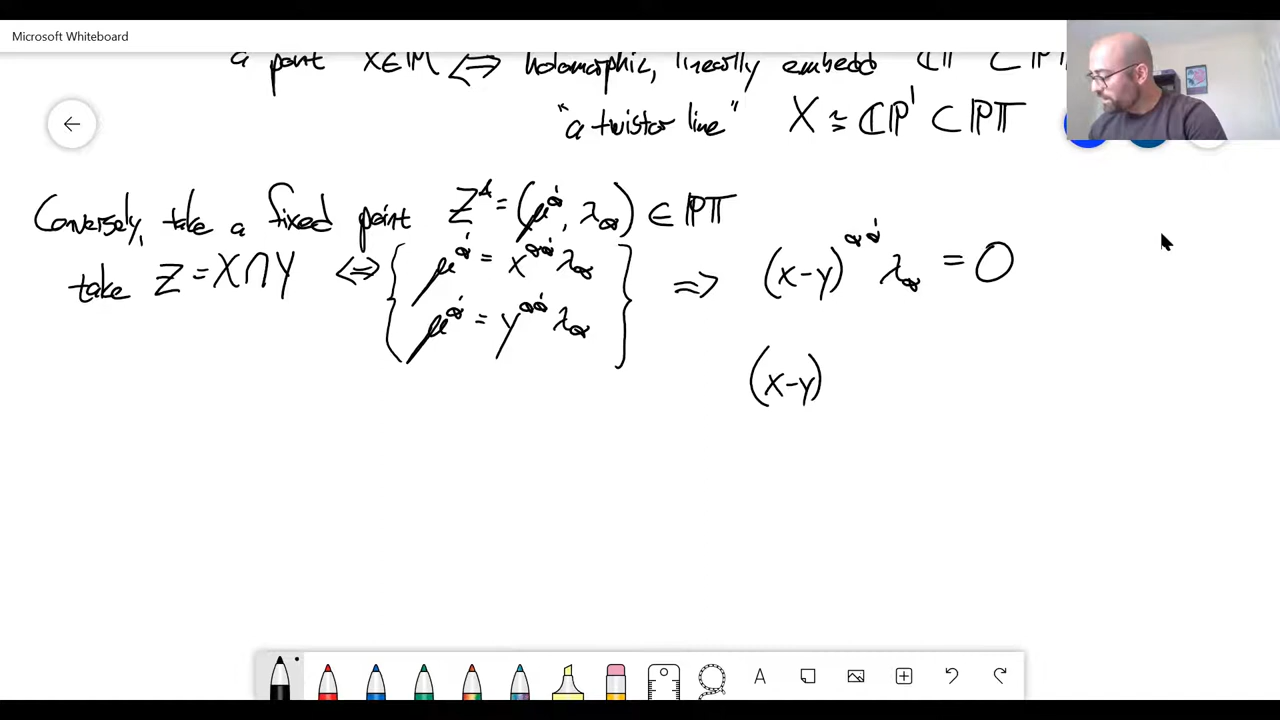 Microsoft Whiteboard
a point x∈M ⇔ holomorphic, linearly embedd ℂℙ ⊂ ℙ𝕋
"a twistor line" X ≃ ℂℙ¹ ⊂ ℙ𝕋
Conversely, take a fixed point Z^A = (μ^α̇, λ_α) ∈ ℙ𝕋
take Z = X∩Y ⇔ { μ^α̇ = x^αα̇ λ_α } ⇒ (x-y)^αα̇ λ_α = 0
μ^α̇ = y^αα̇ λ_α
(x-y)
A